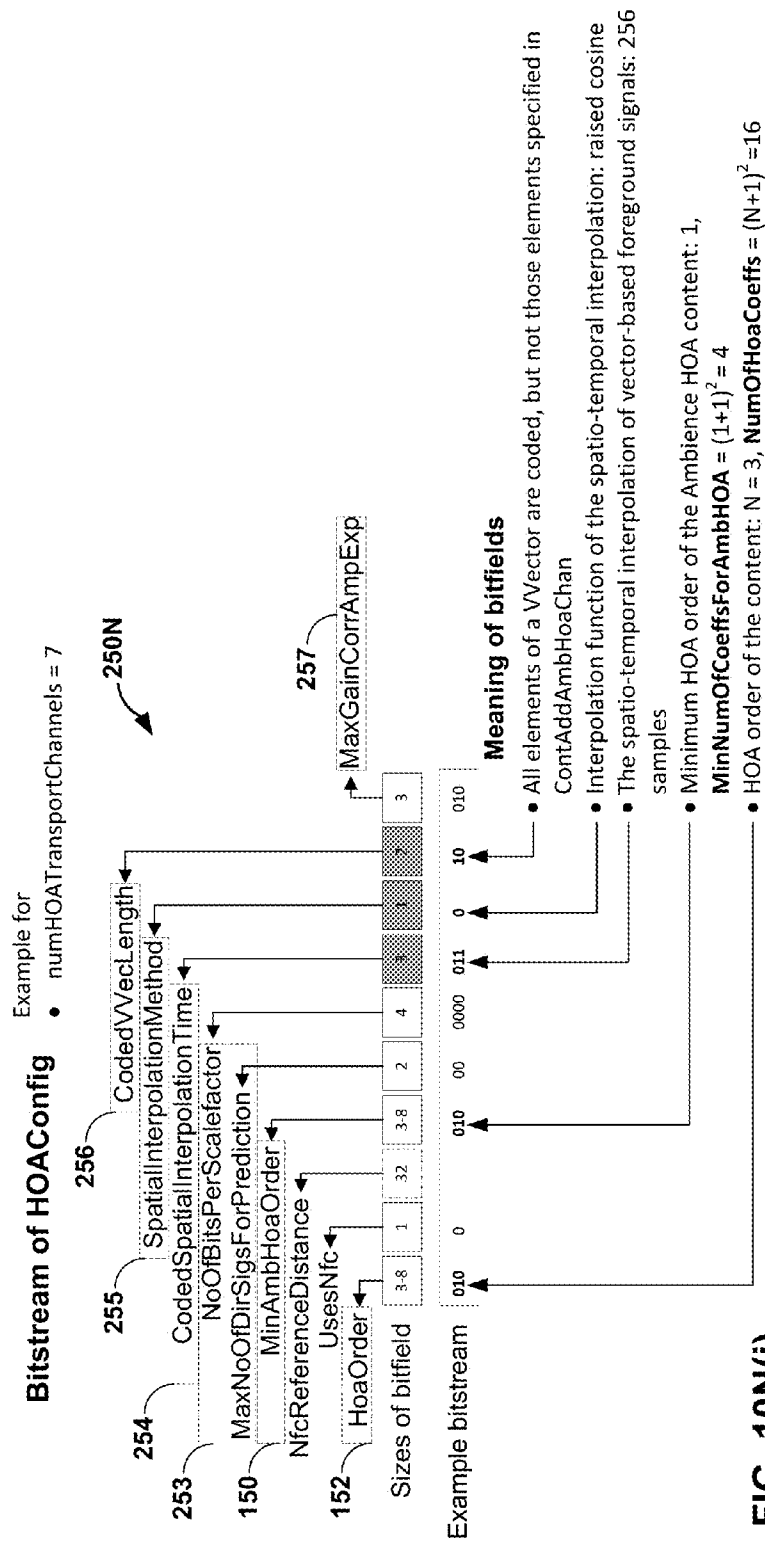 Bitstream of HOAConfig
Example for
• numHOATransportChannels = 7
250N
256
CodedVVecLength
255
SpatialInterpolationMethod
254
CodedSpatialInterpolationTime
253
NoOfBitsPerScalefactor
MaxNoOfDirSigsForPrediction
150
MinAmbHoaOrder
NfcReferenceDistance
UsesNfc
152
HoaOrder
257
MaxGainCorrAmpExp
Sizes of bitfield
3-8 1 32 3-8 2 4 3
Example bitstream
010 0 010 00 0000 011 0 10 010
Meaning of bitfields
• All elements of a VVector are coded, but not those elements specified in
ContAddAmbHoaChan
• Interpolation function of the spatio-temporal interpolation: raised cosine
• The spatio-temporal interpolation of vector-based foreground signals: 256
samples
• Minimum HOA order of the Ambience HOA content: 1,
MinNumOfCoeffsForAmbHOA = (1+1)² = 4
• HOA order of the content: N = 3, NumOfHoaCoeffs = (N+1)² =16
FIG. 10N(i)